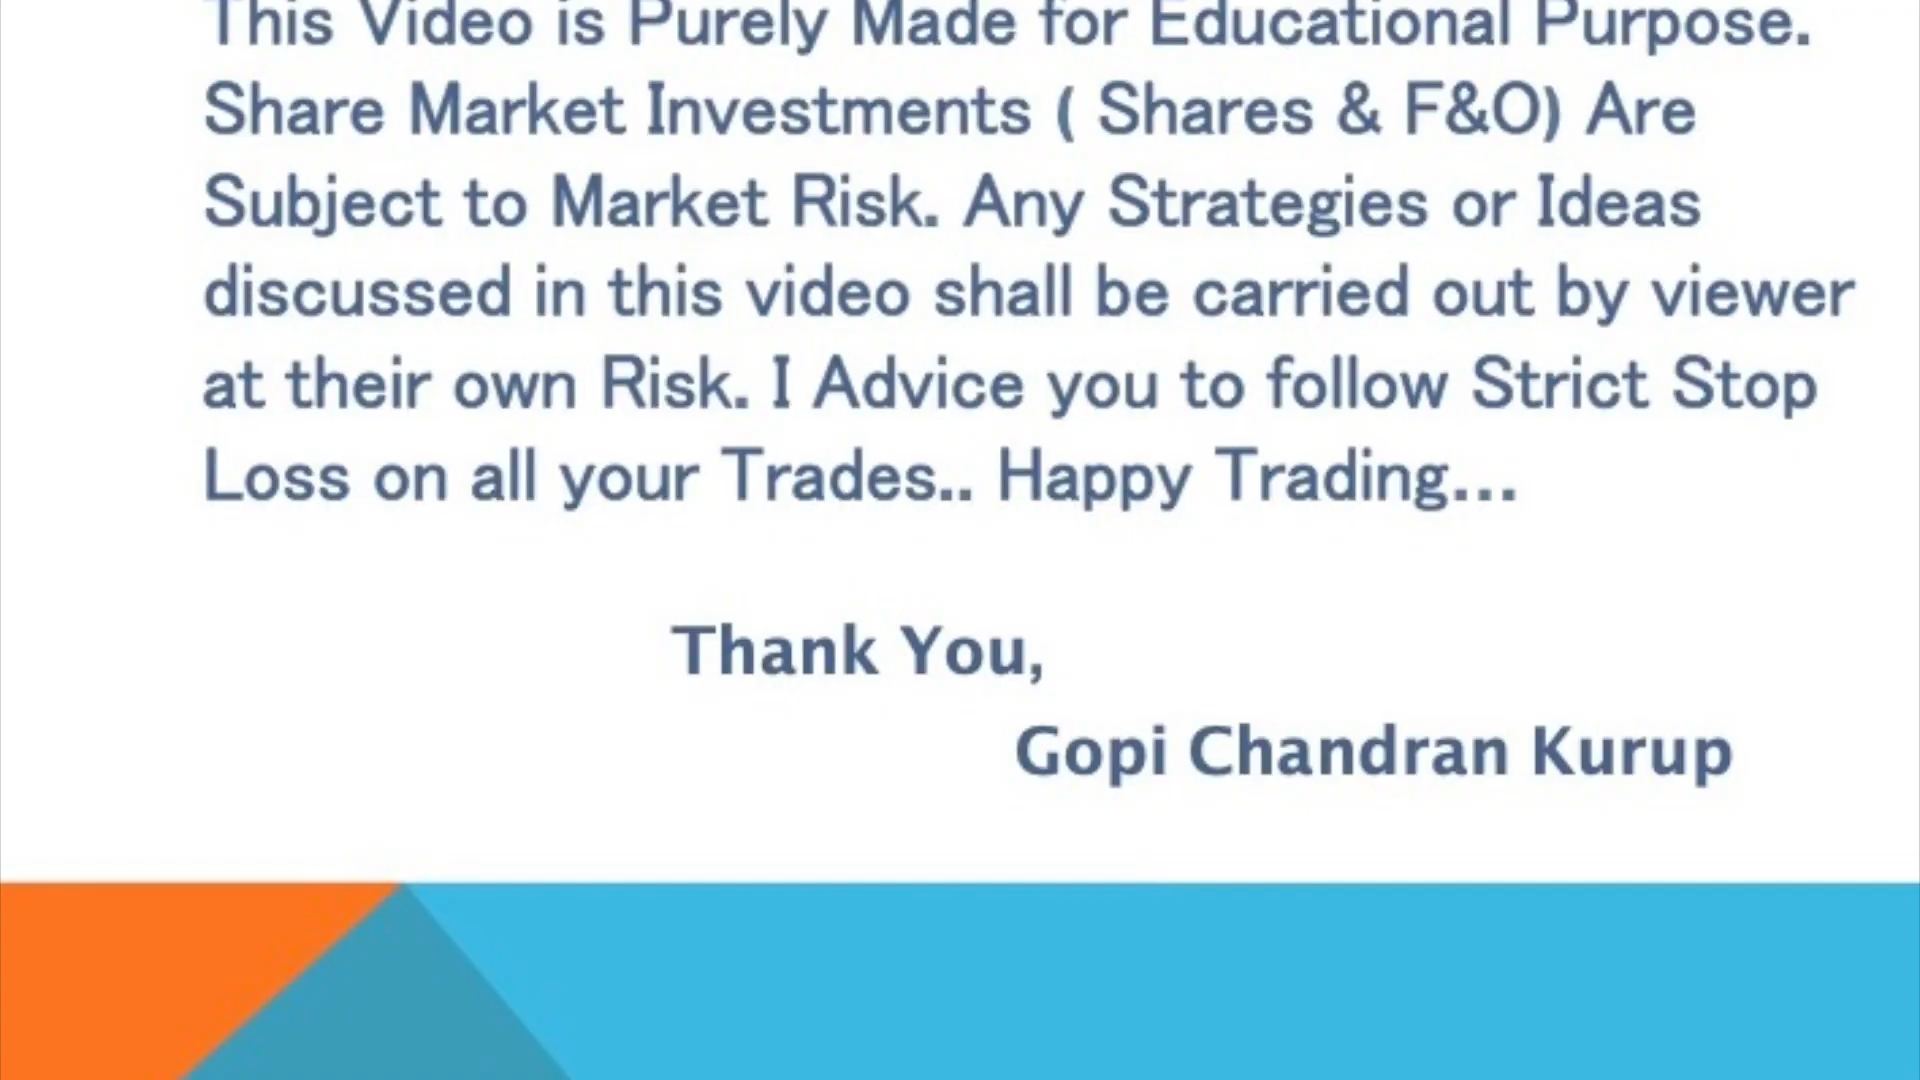 This Video is Purely Made for Educational Purpose.
Share Market Investments ( Shares & F&O) Are
Subject to Market Risk. Any Strategies or Ideas
discussed in this video shall be carried out by viewer
at their own Risk. I Advice you to follow Strict Stop
Loss on all your Trades.. Happy Trading...
Thank You,
Gopi Chandran Kurup